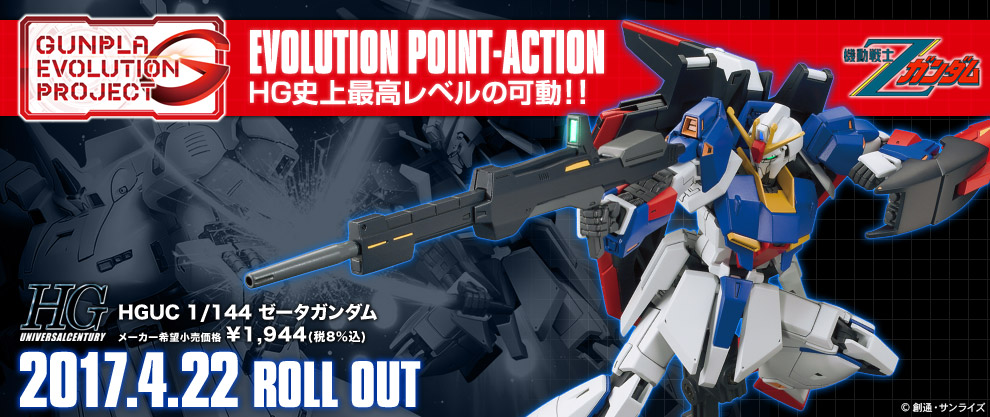 GUNPLA
EVOLUTION
PROJECT
EVOLUTION POINT-ACTION
HG史上最高レベルの可動!!
機動戦士
Zガンダム
HG
UNIVERSAL CENTURY
HGUC 1/144 ゼータガンダム
メーカー希望小売価格 ¥1,944(税8%込)
2017.4.22 ROLL OUT
© 創通・サンライズ